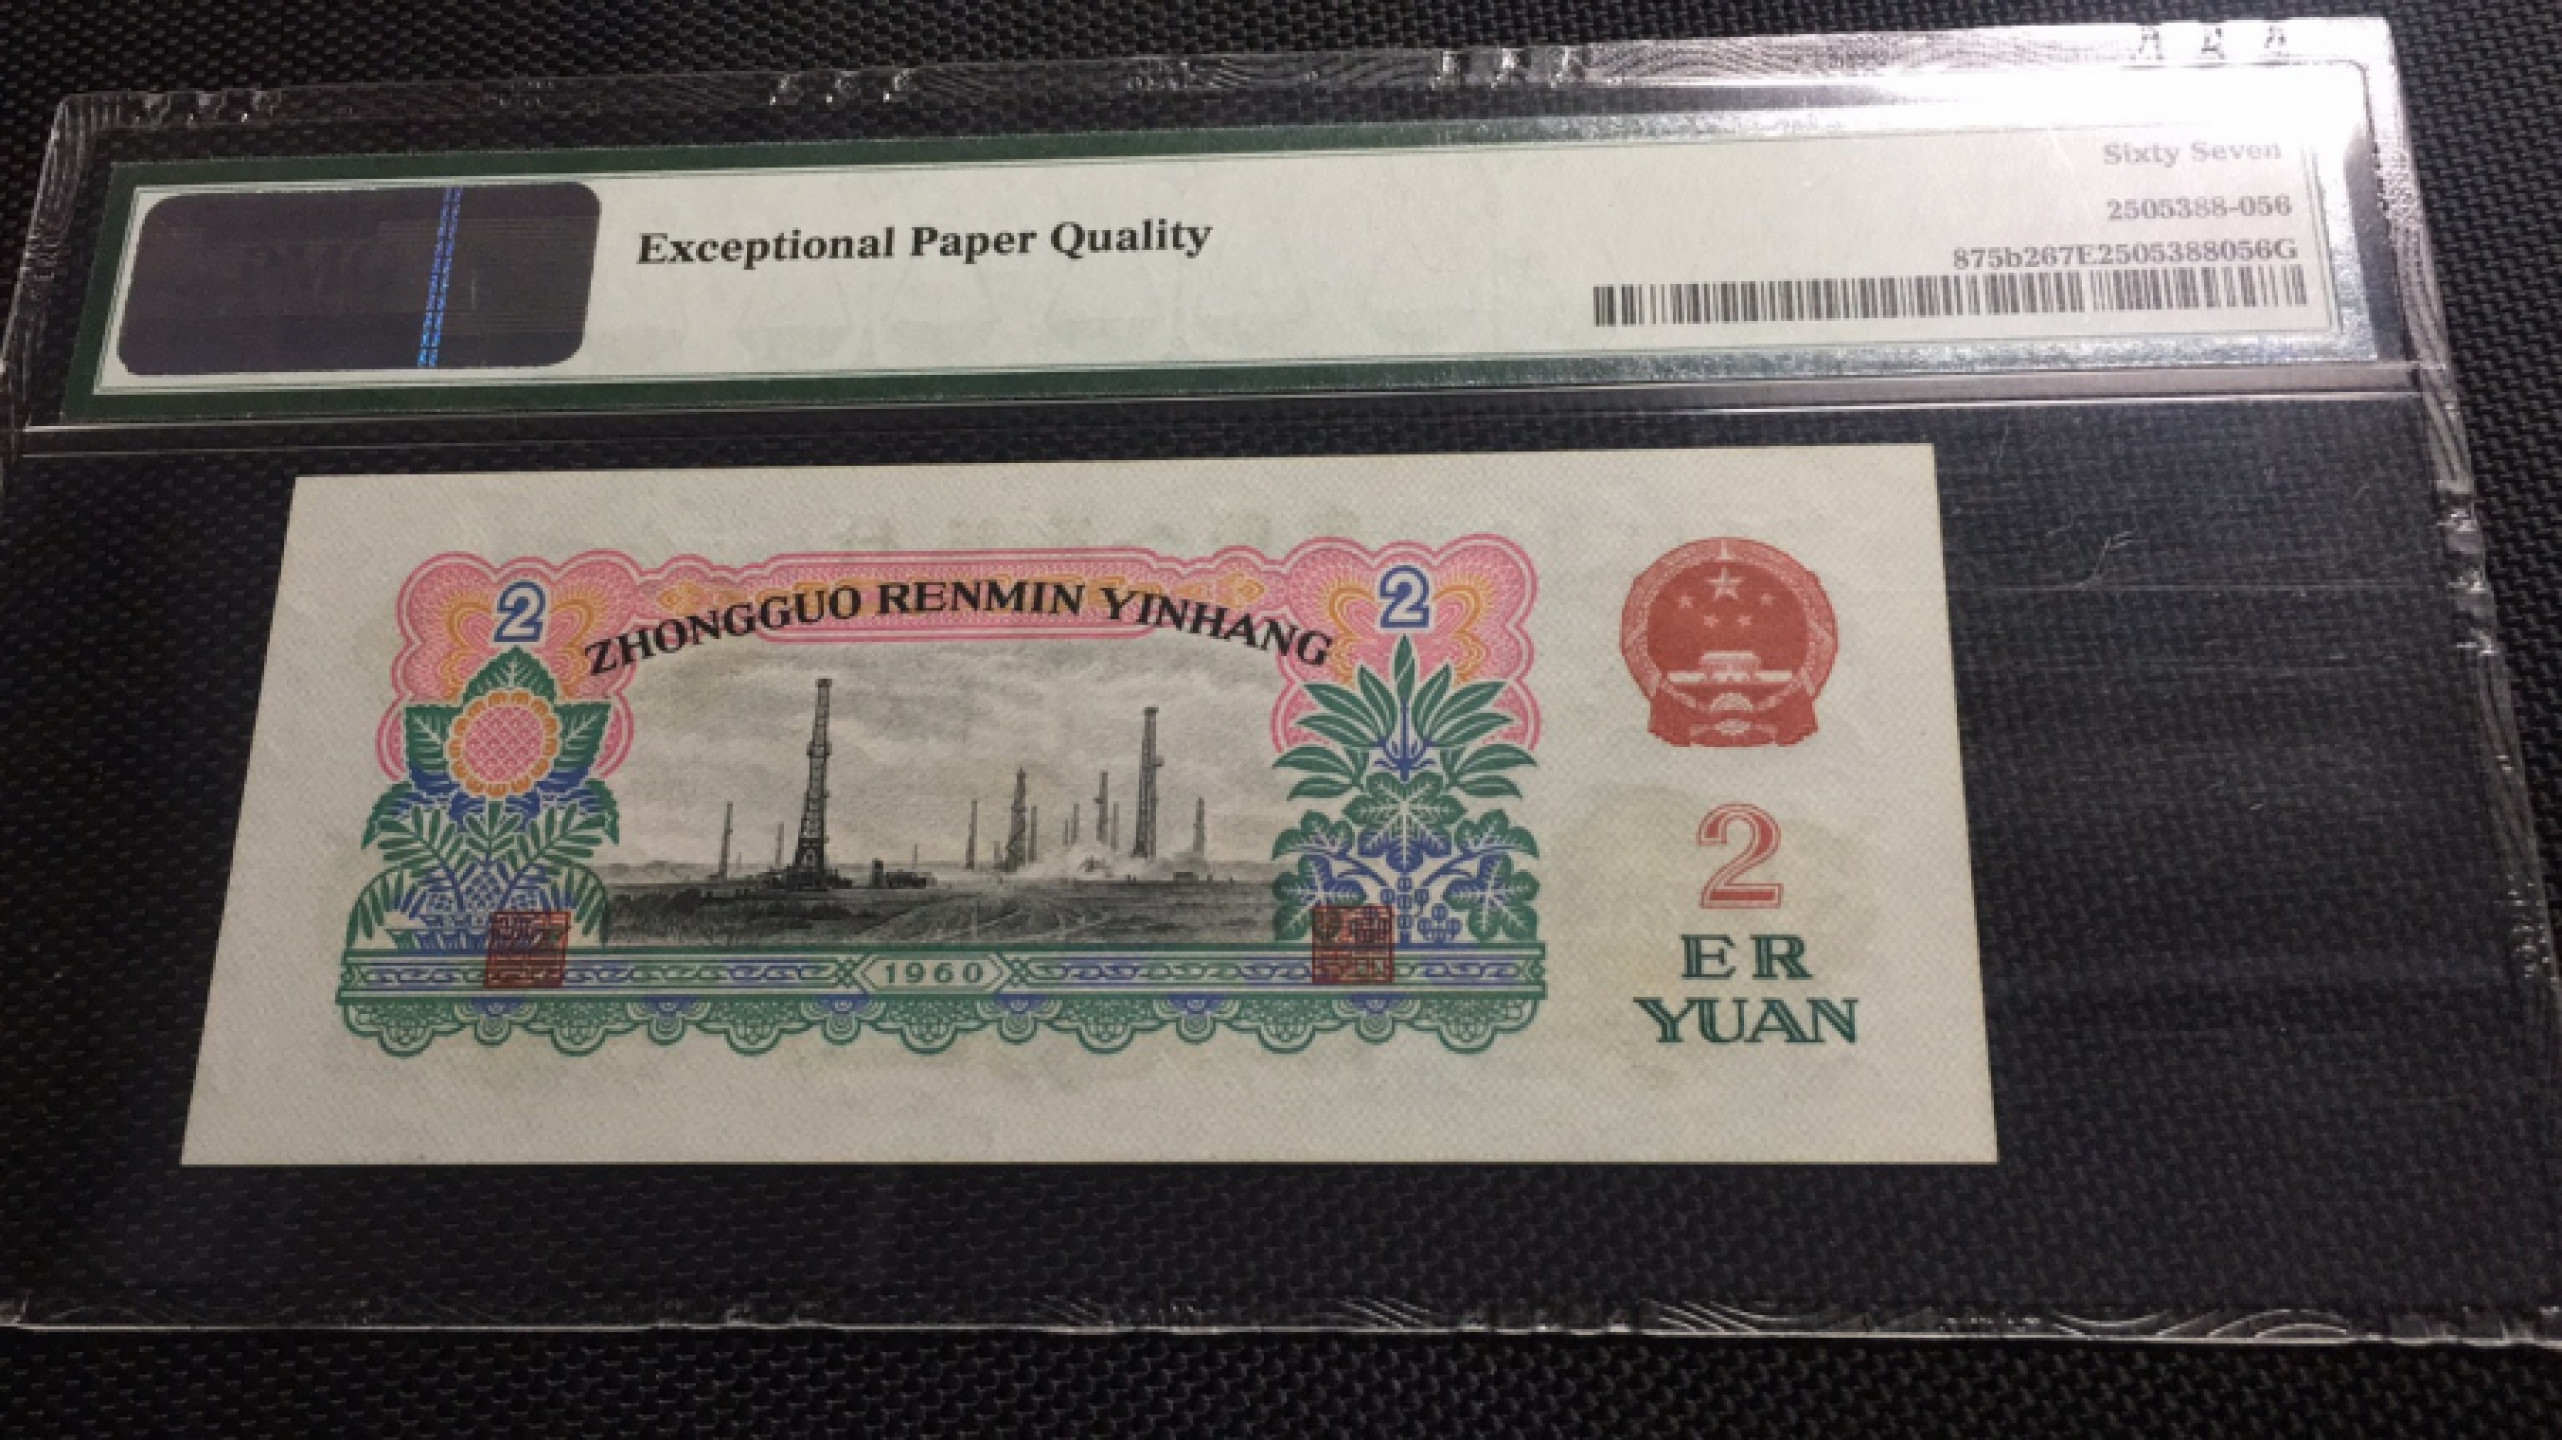 Sixty Seven
2505388-056
Exceptional Paper Quality
875b267E2505388056G
2
ZHONGGUO RENMIN YINHANG
2
2
ER
YUAN
1960